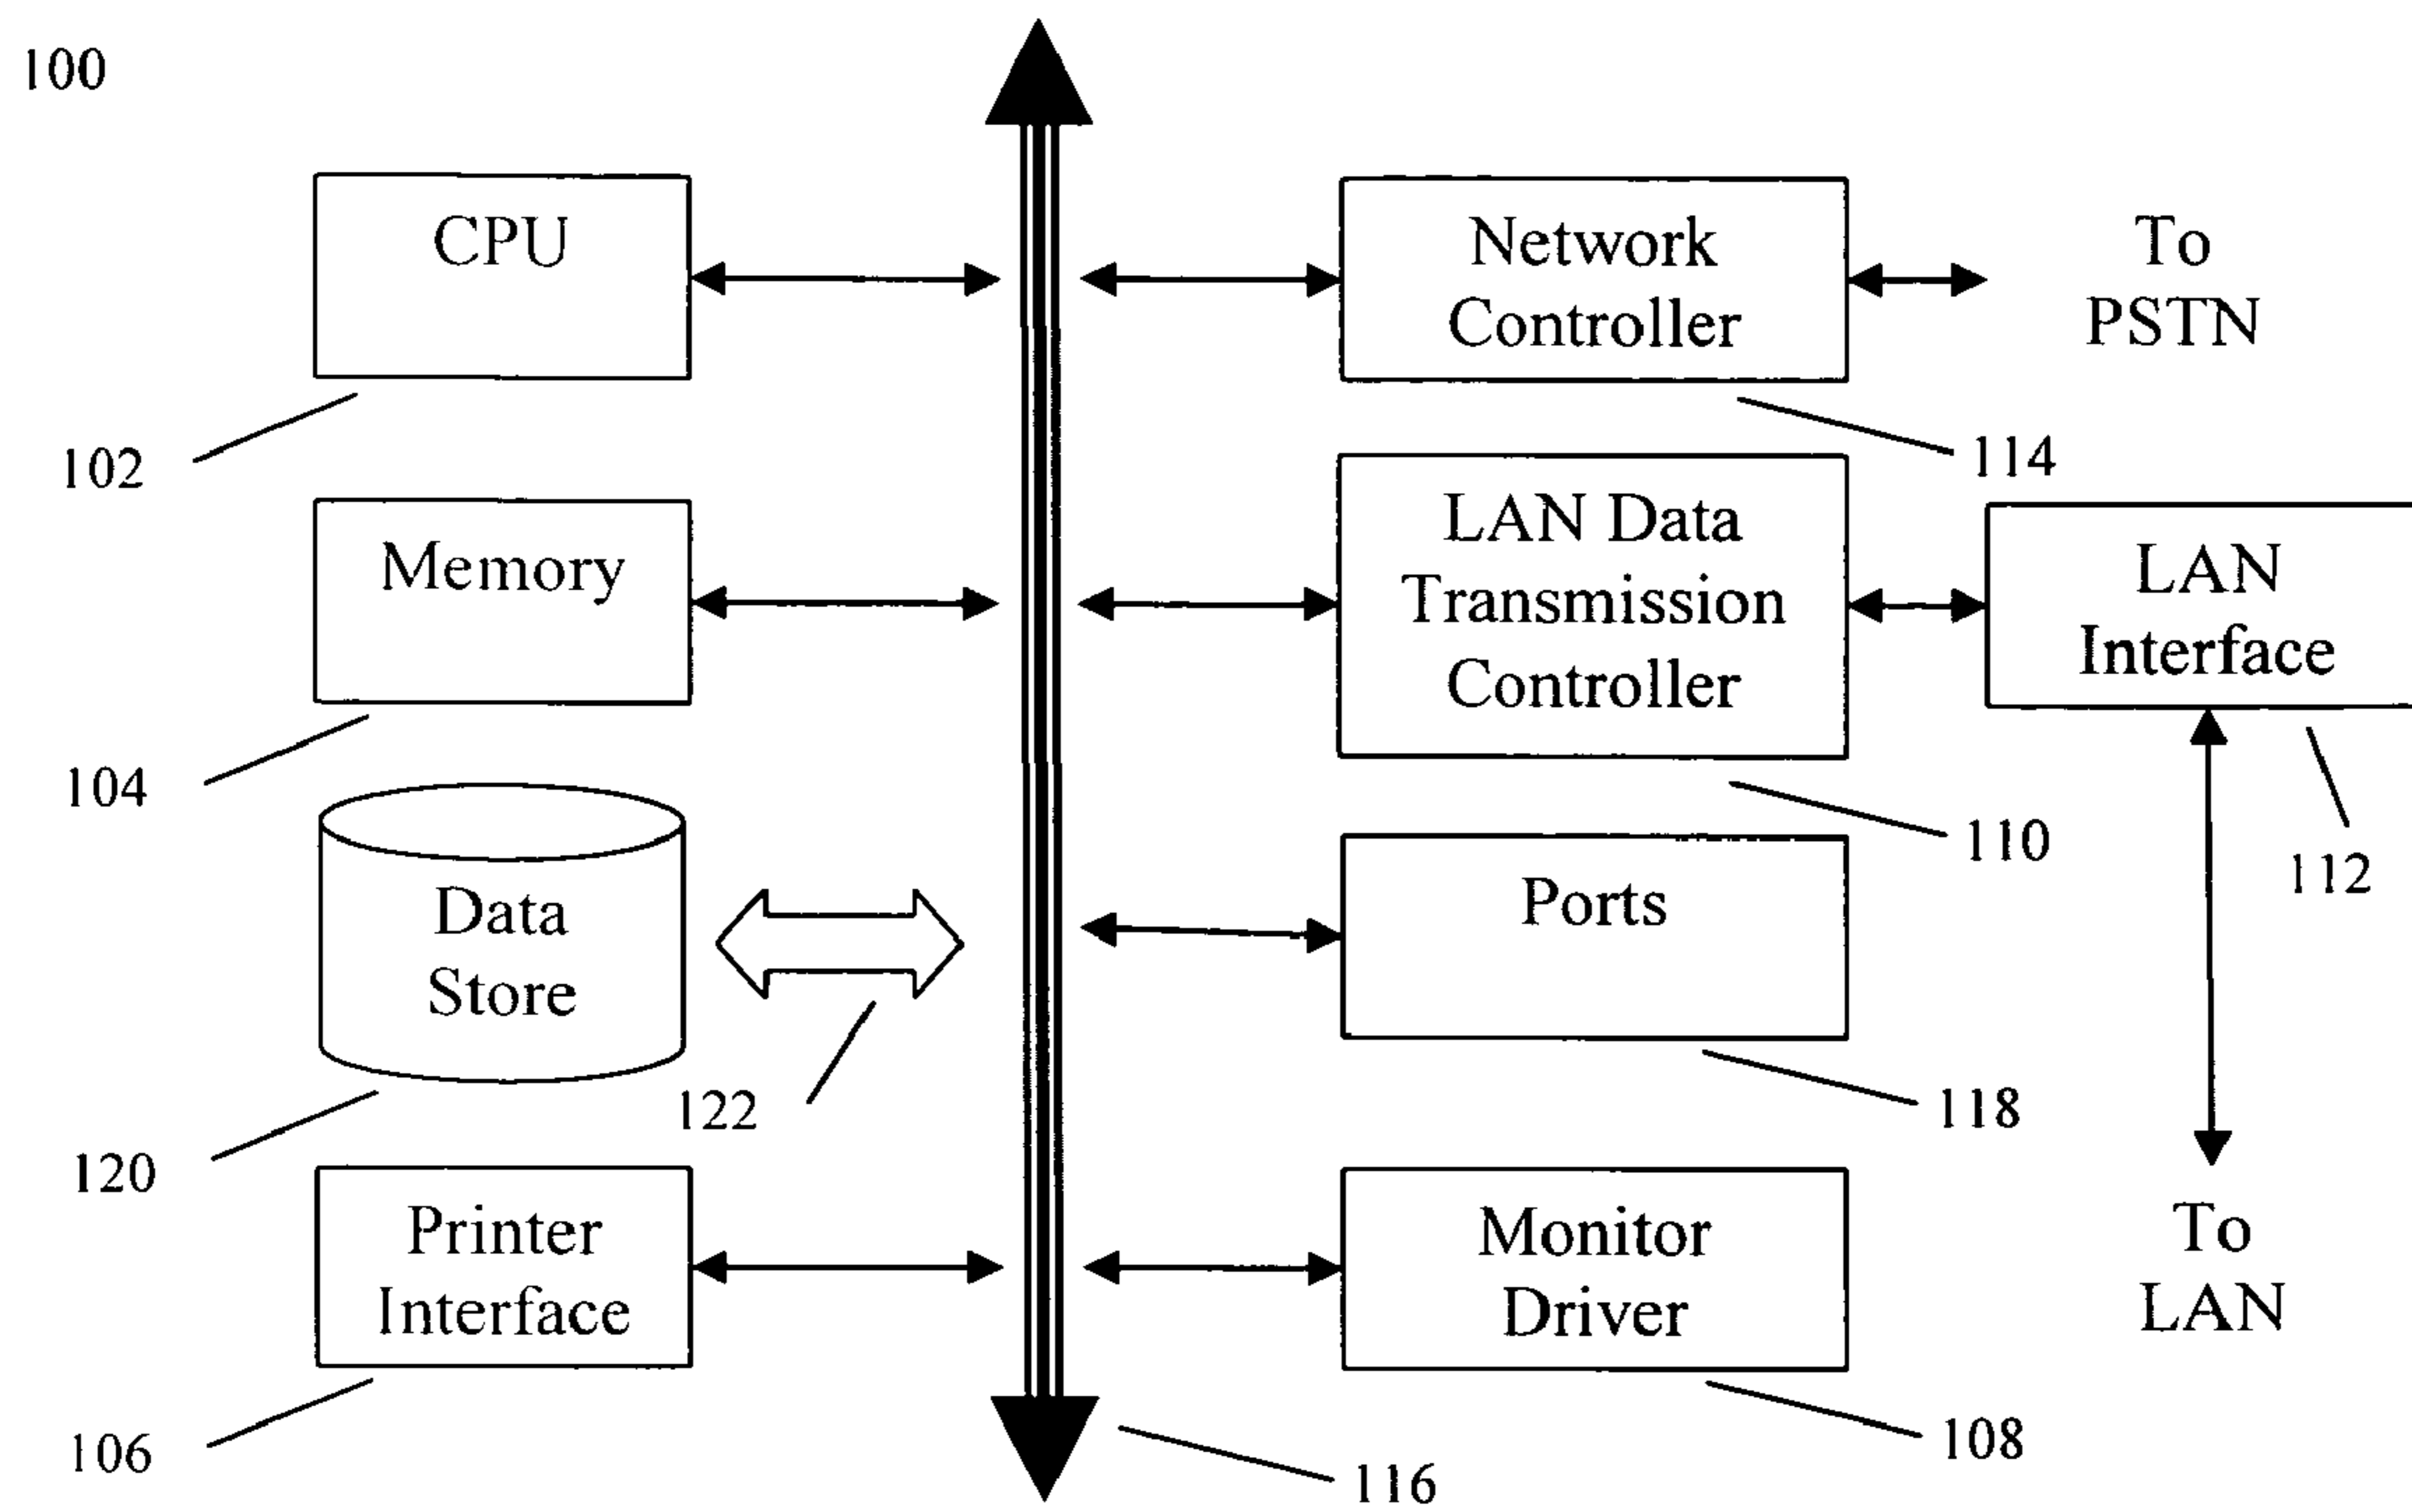 100
CPU
102
Memory
104
Data
Store
120
122
Printer
Interface
106
116
Network
Controller
114
To
PSTN
LAN Data
Transmission
Controller
110
LAN
Interface
112
Ports
118
Monitor
Driver
108
To
LAN